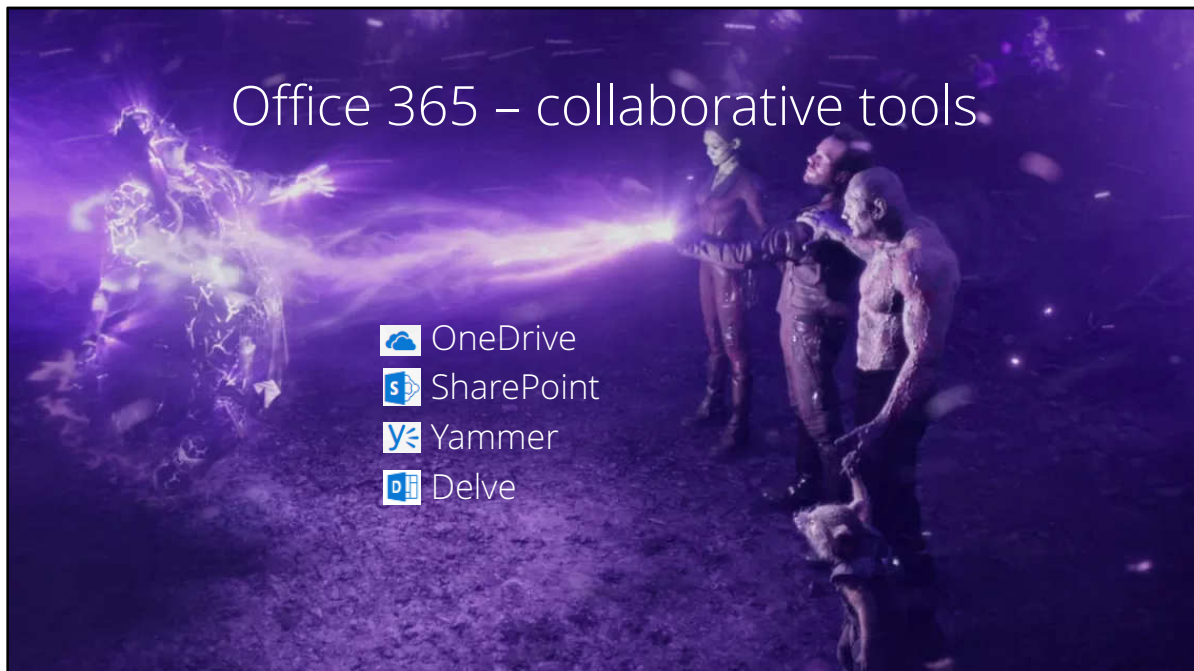 Office 365 – collaborative tools
OneDrive
SharePoint
Yammer
Delve